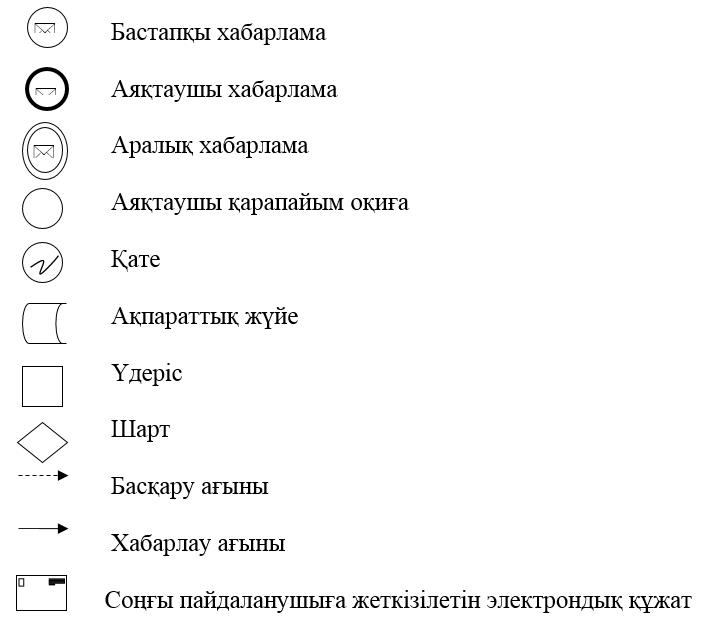 Бастапқы хабарлама
Аяқтаушы хабарлама
Аралық хабарлама
Аяқтаушы қарапайым оқиға
Қате
Ақпараттық жүйе
Үдеріс
Шарт
Басқару ағыны
Хабарлау ағыны
Соңғы пайдаланушыға жеткізілетін электрондық құжат